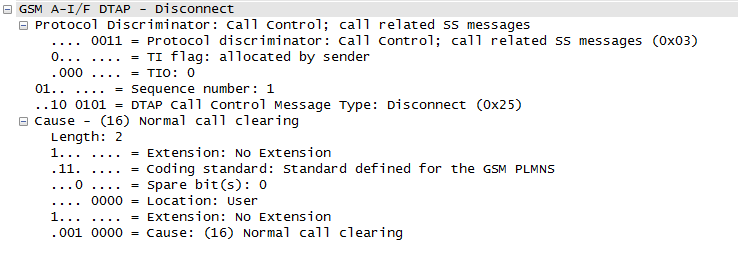 GSM A-I/F DTAP - Disconnect
Protocol Discriminator: Call Control; call related SS messages
.... 0011 = Protocol discriminator: Call Control; call related SS messages (0x03)
0... .... = TI flag: allocated by sender
.000 .... = TIO: 0
01.. .... = Sequence number: 1
..10 0101 = DTAP Call Control Message Type: Disconnect (0x25)
Cause - (16) Normal call clearing
Length: 2
1... .... = Extension: No Extension
.11. .... = Coding standard: Standard defined for the GSM PLMNS
...0 .... = Spare bit(s): 0
.... 0000 = Location: User
1... .... = Extension: No Extension
.001 0000 = Cause: (16) Normal call clearing